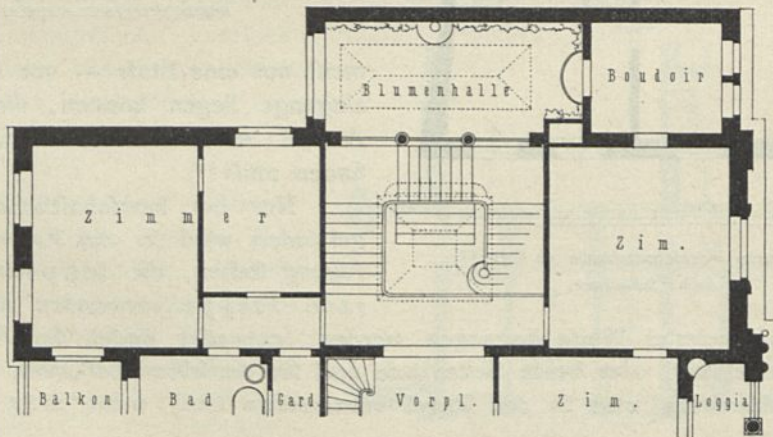 Blumenhalle
Boudoir
Zimmer
Zim.
Balkon
Bad
Gard.
Vorpl.
Zim.
Loggia